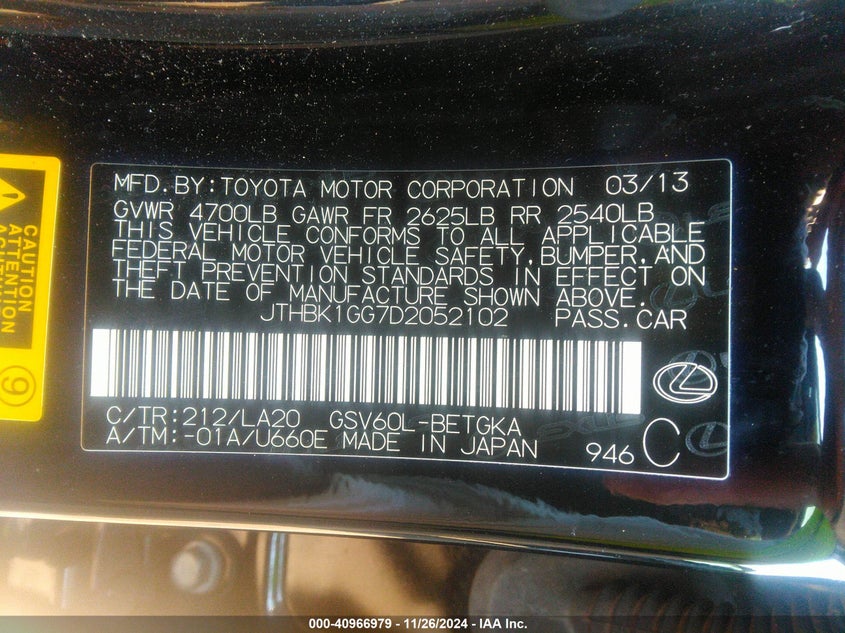 MFD.BY:TOYOTA MOTOR CORPORATION 03/13
GVWR 4700LB GAWR FR 2625LB RR 2540LB
THIS VEHICLE CONFORMS TO ALL APPLICABLE
FEDERAL MOTOR VEHICLE SAFETY,BUMPER,AND
THEFT PREVENTION STANDARDS IN EFFECT ON
THE DATE OF MANUFACTURE SHOWN ABOVE.
JTHBK1GG7D2052102 PASS.CAR
C/TR:212/LA20 GSV60L-BETGKA
A/TM:-01A/U660E MADE IN JAPAN
946 C
CAUTION
ATTENTION
9
000-40966979 - 11/26/2024 - IAA Inc.